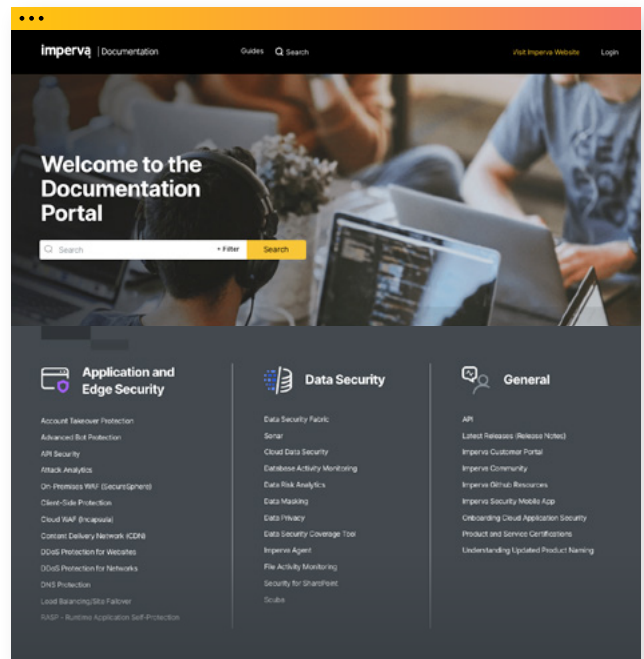 imperva | Documentation
Guides
Search
Visit Imperva Website
Login
Welcome to the
Documentation
Portal
Search
+ Filter
Search
Application and
Edge Security
Account Takeover Protection
Advanced Bot Protection
API Security
Attack Analytics
On-Premises WAF (SecureSphere)
Client-Side Protection
Cloud WAF (Incapsula)
Content Delivery Network (CDN)
DDoS Protection for Websites
DDoS Protection for Networks
DNS Protection
Load Balancing/Site Failover
RASP - Runtime Application Self-Protection
Data Security
Data Security Fabric
Sonar
Cloud Data Security
Database Activity Monitoring
Data Risk Analytics
Data Masking
Data Privacy
Data Security Coverage Tool
Imperva Agent
File Activity Monitoring
Security for SharePoint
Scuba
General
API
Latest Releases (Release Notes)
Imperva Customer Portal
Imperva Community
Imperva Github Resources
Imperva Security Mobile App
Onboarding Cloud Application Security
Product and Service Certifications
Understanding Updated Product Naming